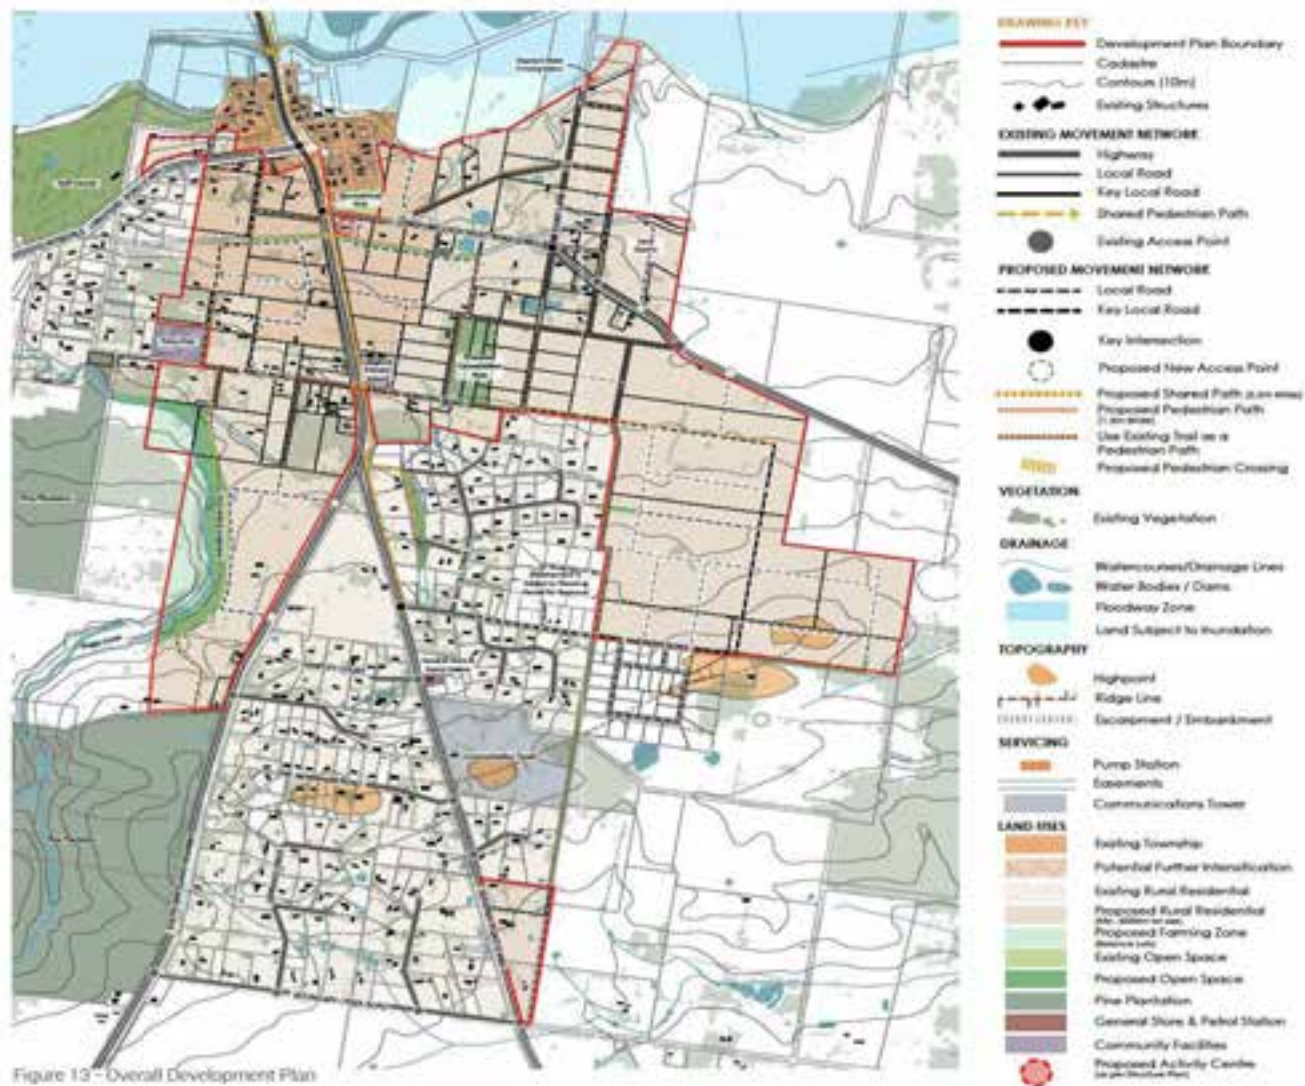 DRAWING KEY
Development Plan Boundary
Cadastre
Contours (10m)
Existing Structures
EXISTING MOVEMENT NETWORK
Highway
Local Road
Key Local Road
Shared Pedestrian Path
Existing Access Point
PROPOSED MOVEMENT NETWORK
Local Road
Key Local Road
Key Intersection
Proposed New Access Point
Proposed Shared Path
Proposed Pedestrian Path
Use Existing Trail as a
Pedestrian Path
Proposed Pedestrian Crossing
VEGETATION
Existing Vegetation
DRAINAGE
Watercourses/Drainage Lines
Water Bodies / Dams
Floodway Zone
Land Subject to Inundation
TOPOGRAPHY
Highpoint
Ridge Line
Escarpment / Embankment
SERVICING
Pump Station
Easements
Communications Tower
LAND USES
Existing Township
Potential Further Intensification
Existing Rural Residential
Proposed Rural Residential
Proposed Farming Zone
Existing Open Space
Proposed Open Space
Pine Plantation
General Store & Petrol Station
Community Facilities
Proposed Activity Centre
Figure 13 - Overall Development Plan